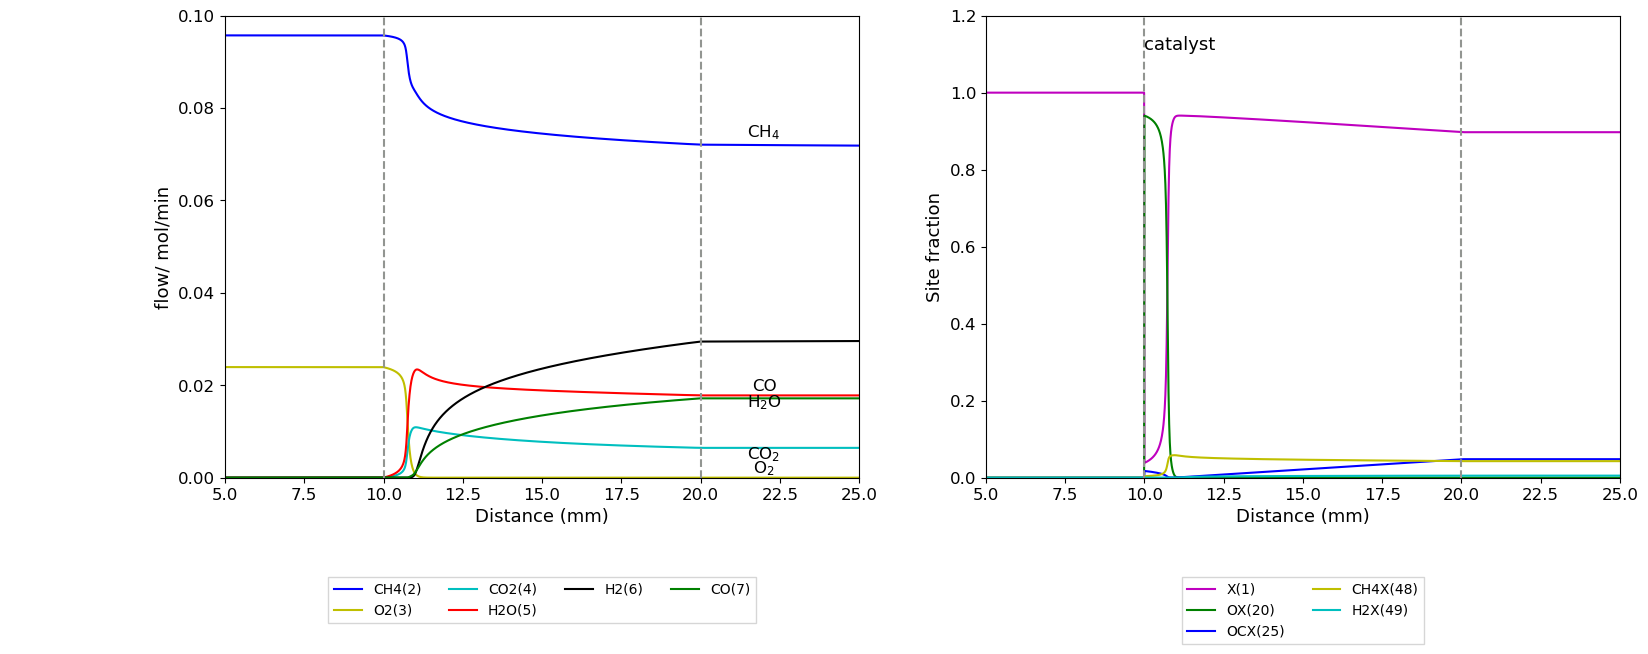 0.10
0.08
0.06
0.04
0.02
0.00
flow/ mol/min
CH₄
CO
H₂O
CO₂
O₂
5.0 7.5 10.0 12.5 15.0 17.5 20.0 22.5 25.0
Distance (mm)
CH4(2) CO2(4) H2(6) CO(7)
O2(3) H2O(5)
1.2
1.0
0.8
0.6
0.4
0.2
0.0
Site fraction
catalyst
5.0 7.5 10.0 12.5 15.0 17.5 20.0 22.5 25.0
Distance (mm)
X(1) CH4X(48)
OX(20) H2X(49)
OCX(25)